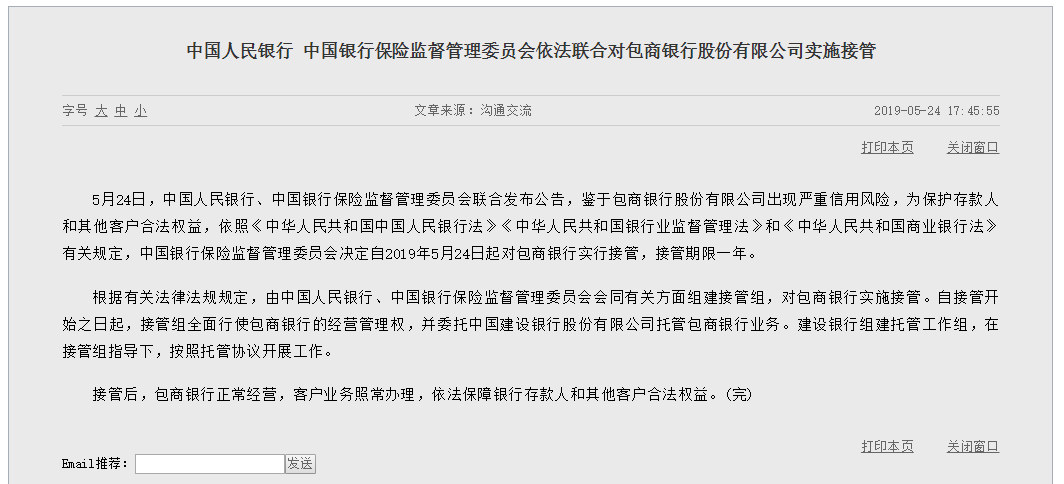 中国人民银行 中国银行保险监督管理委员会依法联合对包商银行股份有限公司实施接管
字号 大 中 小 文章来源：沟通交流 2019-05-24 17:45:55
打印本页 关闭窗口
5月24日，中国人民银行、中国银行保险监督管理委员会联合发布公告，鉴于包商银行股份有限公司出现严重信用风险，为保护存款人
和其他客户合法权益，依照《中华人民共和国中国人民银行法》《中华人民共和国银行业监督管理法》和《中华人民共和国商业银行法》
有关规定，中国银行保险监督管理委员会决定自2019年5月24日起对包商银行实行接管，接管期限一年。
根据有关法律法规规定，由中国人民银行、中国银行保险监督管理委员会会同有关方面组建接管组，对包商银行实施接管。自接管开
始之日起，接管组全面行使包商银行的经营管理权，并委托中国建设银行股份有限公司托管包商银行业务。建设银行组建托管工作组，在
接管组指导下，按照托管协议开展工作。
接管后，包商银行正常经营，客户业务照常办理，依法保障银行存款人和其他客户合法权益。(完)
打印本页 关闭窗口
Email推荐： 发送